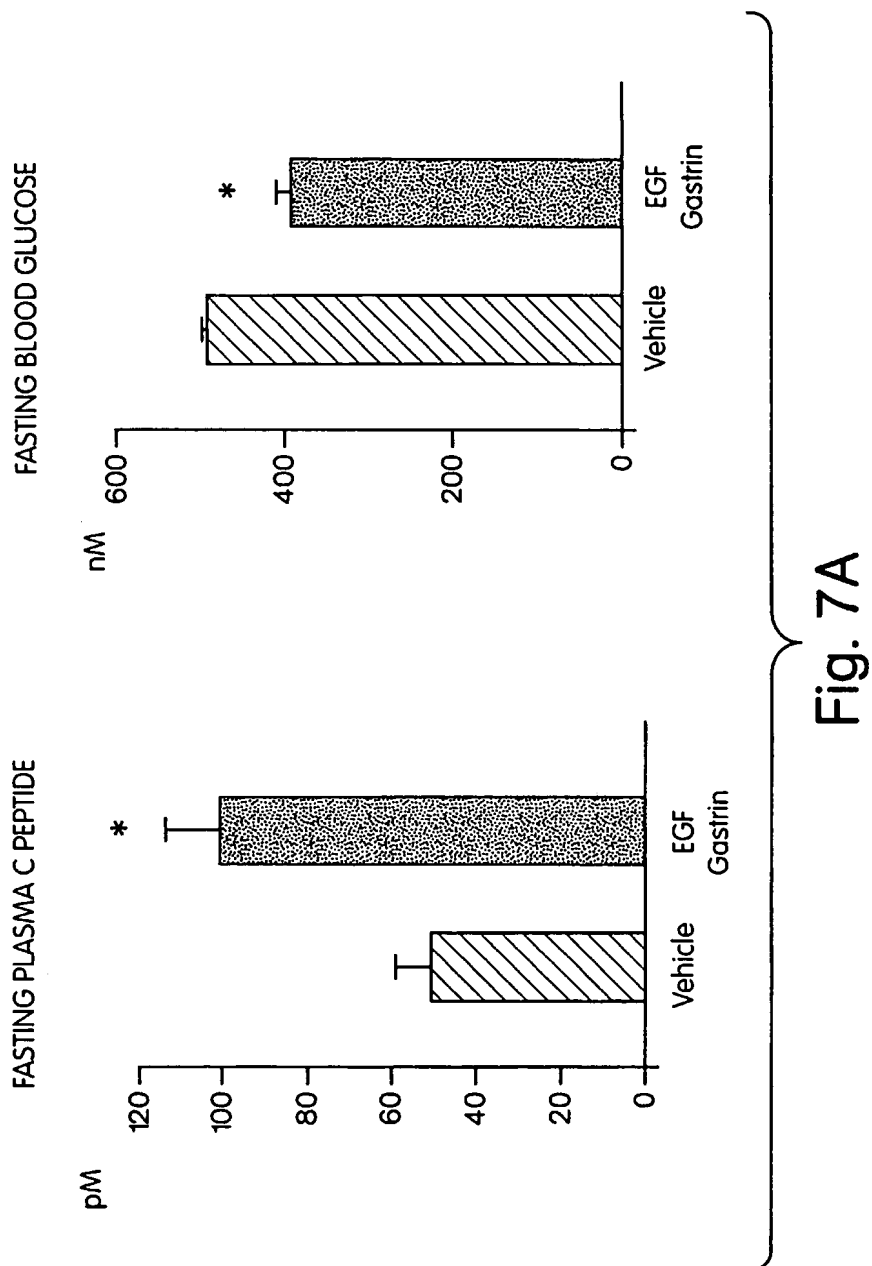 FASTING PLASMA C PEPTIDE
pM
120
100
80
60
40
20
0
*
Vehicle
EGF
Gastrin
FASTING BLOOD GLUCOSE
nM
600
400
200
0
*
Vehicle
EGF
Gastrin
Fig. 7A